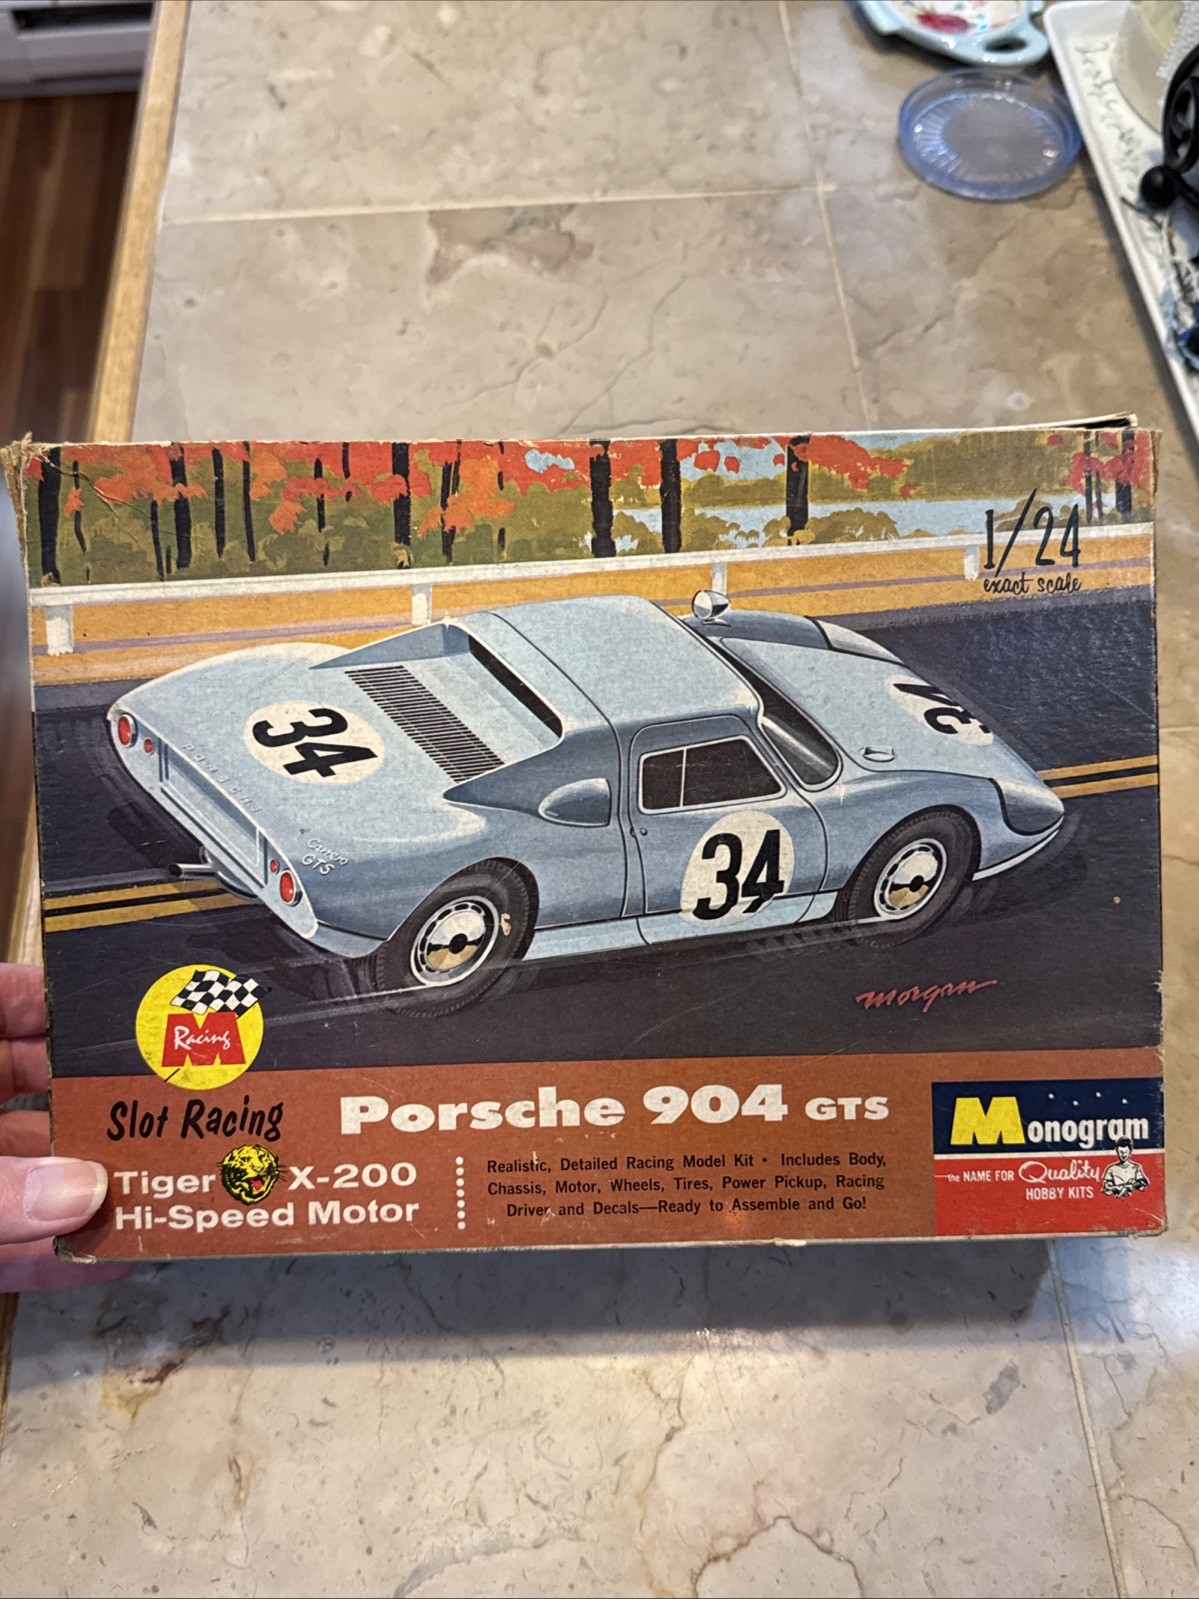 1/24
exact scale
34
34
34
PORSCHE
Carrera
GTS
morgan
M
Racing
Slot Racing
Porsche 904 GTS
Tiger X-200
Hi-Speed Motor
Realistic, Detailed Racing Model Kit • Includes Body,
Chassis, Motor, Wheels, Tires, Power Pickup, Racing
Driver and Decals—Ready to Assemble and Go!
Monogram
the NAME FOR Quality
HOBBY KITS